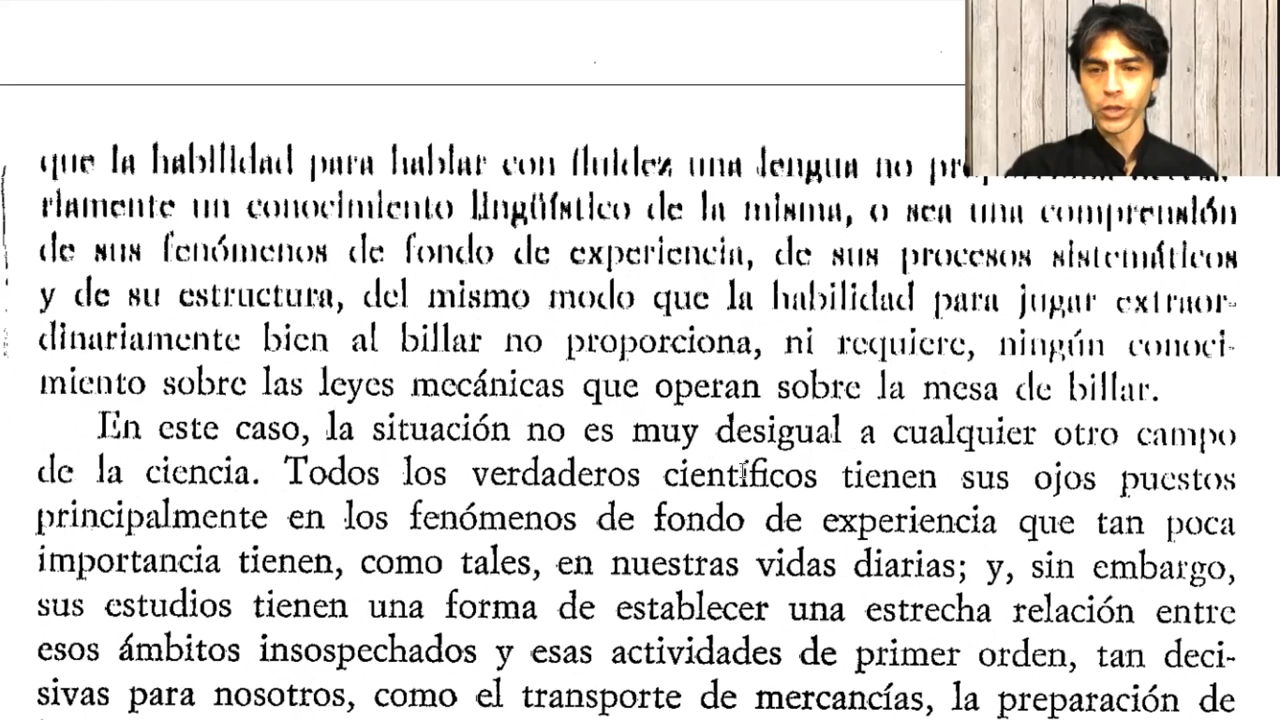 que la habilidad para hablar con fluidez una lengua no
riamente un conocimiento lingüístico de la misma, o sea una comprensión
de sus fenómenos de fondo de experiencia, de sus procesos sistemáticos
y de su estructura, del mismo modo que la habilidad para jugar extraor-
dinariamente bien al billar no proporciona, ni requiere, ningún conoci-
miento sobre las leyes mecánicas que operan sobre la mesa de billar.
En este caso, la situación no es muy desigual a cualquier otro campo
de la ciencia. Todos los verdaderos científicos tienen sus ojos puestos
principalmente en los fenómenos de fondo de experiencia que tan poca
importancia tienen, como tales, en nuestras vidas diarias; y, sin embargo,
sus estudios tienen una forma de establecer una estrecha relación entre
esos ámbitos insospechados y esas actividades de primer orden, tan deci-
sivas para nosotros, como el transporte de mercancías, la preparación de